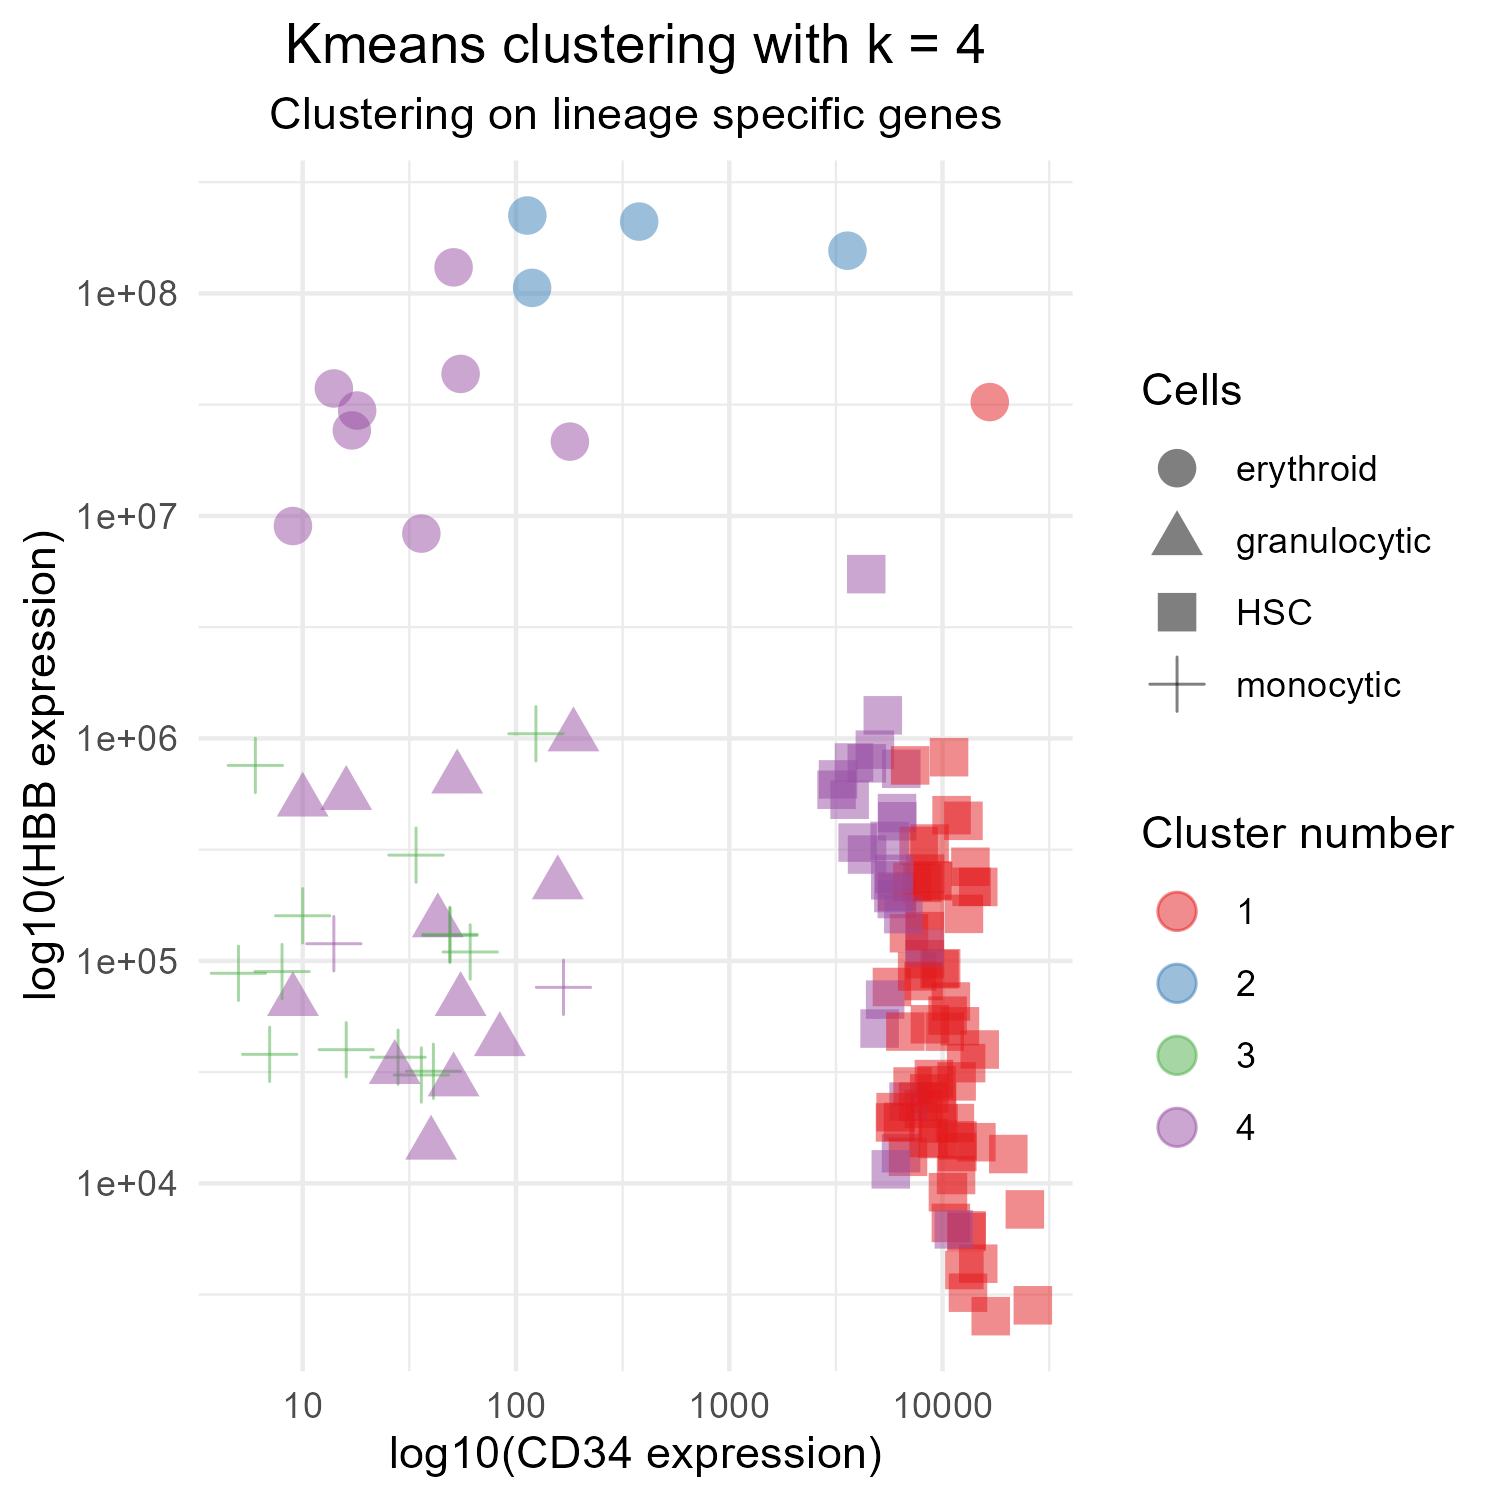 Kmeans clustering with k = 4
Clustering on lineage specific genes
1e+08
1e+07
1e+06
1e+05
1e+04
log10(HBB expression)
10
100
1000
10000
log10(CD34 expression)
Cells
erythroid
granulocytic
HSC
monocytic
Cluster number
1
2
3
4